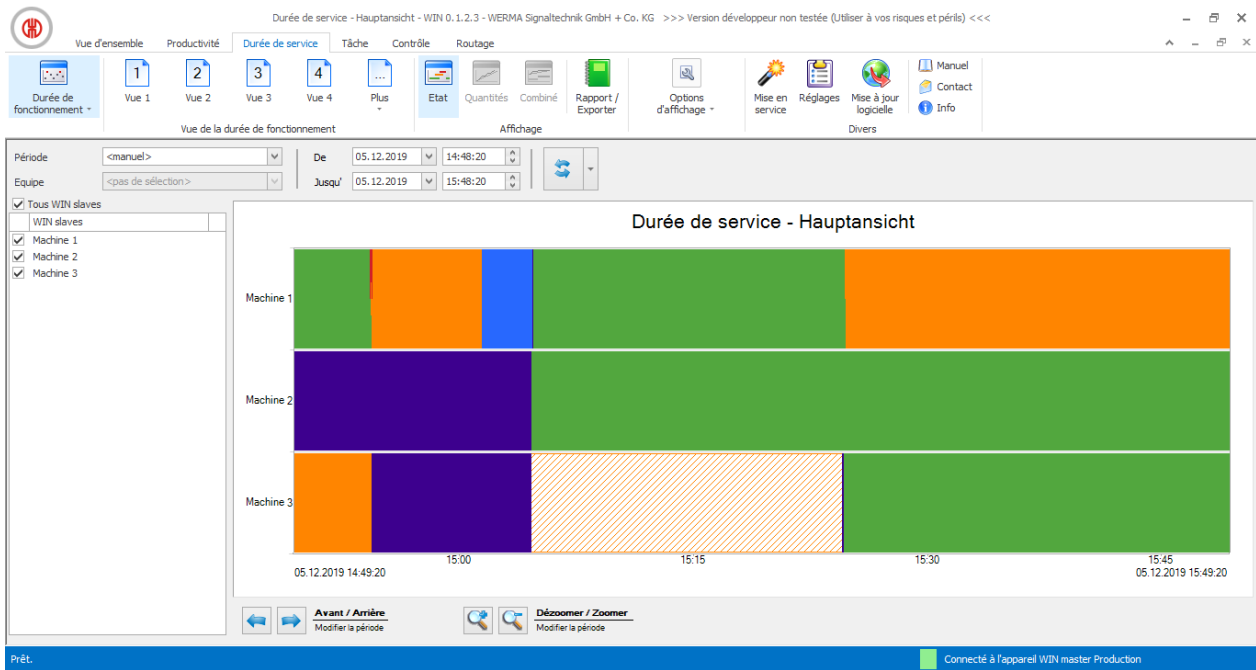 Durée de service - Hauptansicht - WIN 0.1.2.3 - WERMA Signaltechnik GmbH + Co. KG >>> Version développeur non testée (Utiliser à vos risques et périls) <<<
Vue d'ensemble Productivité Durée de service Tâche Contrôle Routage
1 2 3 4 ...
Durée de fonctionnement Vue 1 Vue 2 Vue 3 Vue 4 Plus Etat Quantités Combiné Rapport / Exporter Options d'affichage Mise en service Réglages Mise à jour logicielle
Manuel
Contact
Info
Vue de la durée de fonctionnement Affichage Divers
Période <manuel> De 05.12.2019 14:48:20
Equipe <pas de sélection> Jusqu' 05.12.2019 15:48:20
Tous WIN slaves
WIN slaves
Machine 1
Machine 2
Machine 3
Durée de service - Hauptansicht
Machine 1
Machine 2
Machine 3
15:00 15:15 15:30 15:45
05.12.2019 14:49:20 05.12.2019 15:49:20
Avant / Arrière
Modifier la période
Dézoomer / Zoomer
Modifier la période
Prêt. Connecté à l'appareil WIN master Production